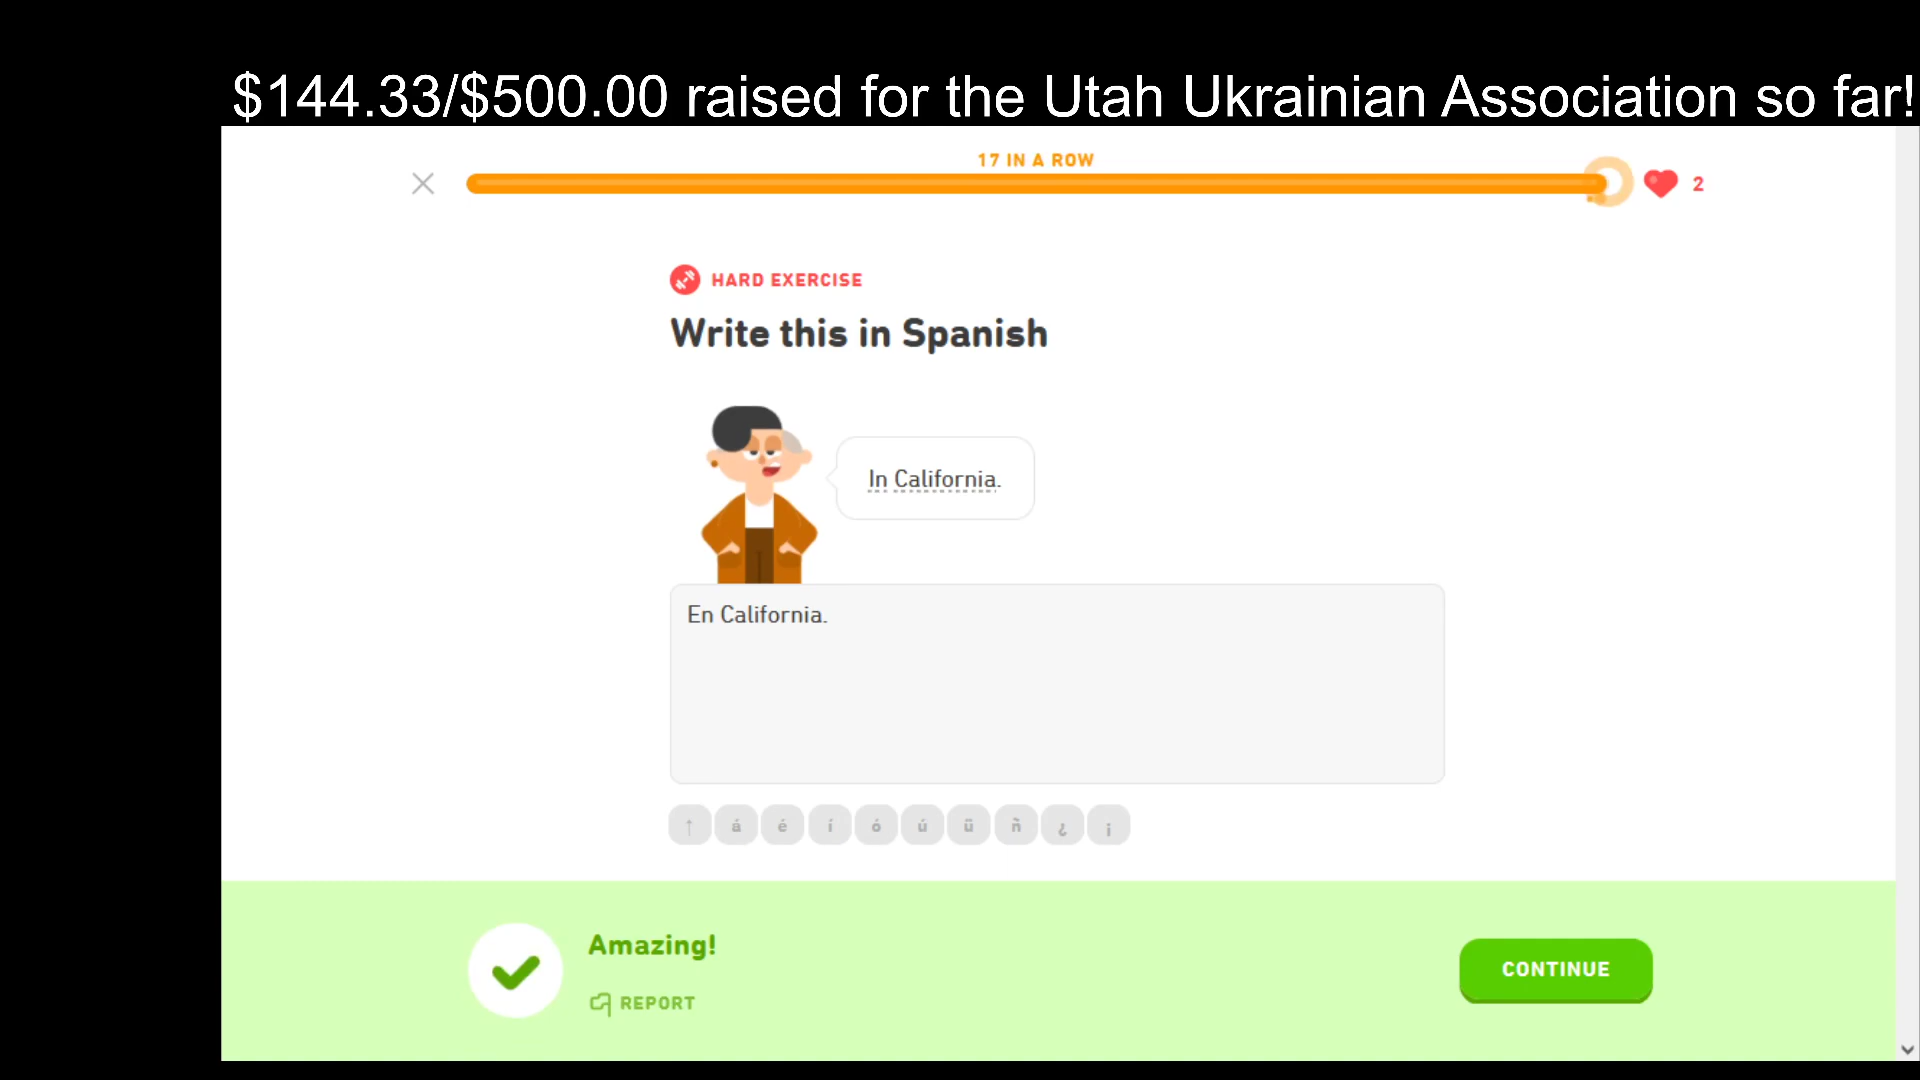 $144.33/$500.00 raised for the Utah Ukrainian Association so far!
17 IN A ROW
2
HARD EXERCISE
Write this in Spanish
In California.
En California.
↑ á é í ó ú ü ñ ¿ ¡
Amazing!
REPORT
CONTINUE